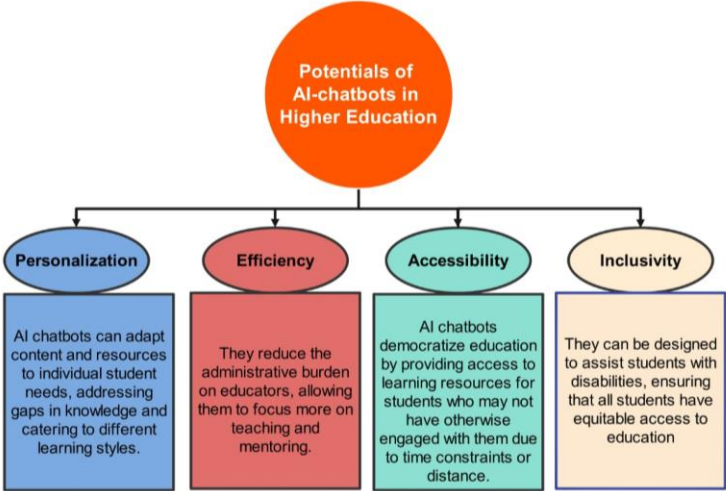 Potentials of
AI-chatbots in
Higher Education
Personalization
Efficiency
Accessibility
Inclusivity
AI chatbots can adapt
content and resources
to individual student
needs, addressing
gaps in knowledge and
catering to different
learning styles.
They reduce the
administrative burden
on educators, allowing
them to focus more on
teaching and
mentoring.
AI chatbots
democratize education
by providing access to
learning resources for
students who may not
have otherwise
engaged with them due
to time constraints or
distance.
They can be designed
to assist students with
disabilities, ensuring
that all students have
equitable access to
education